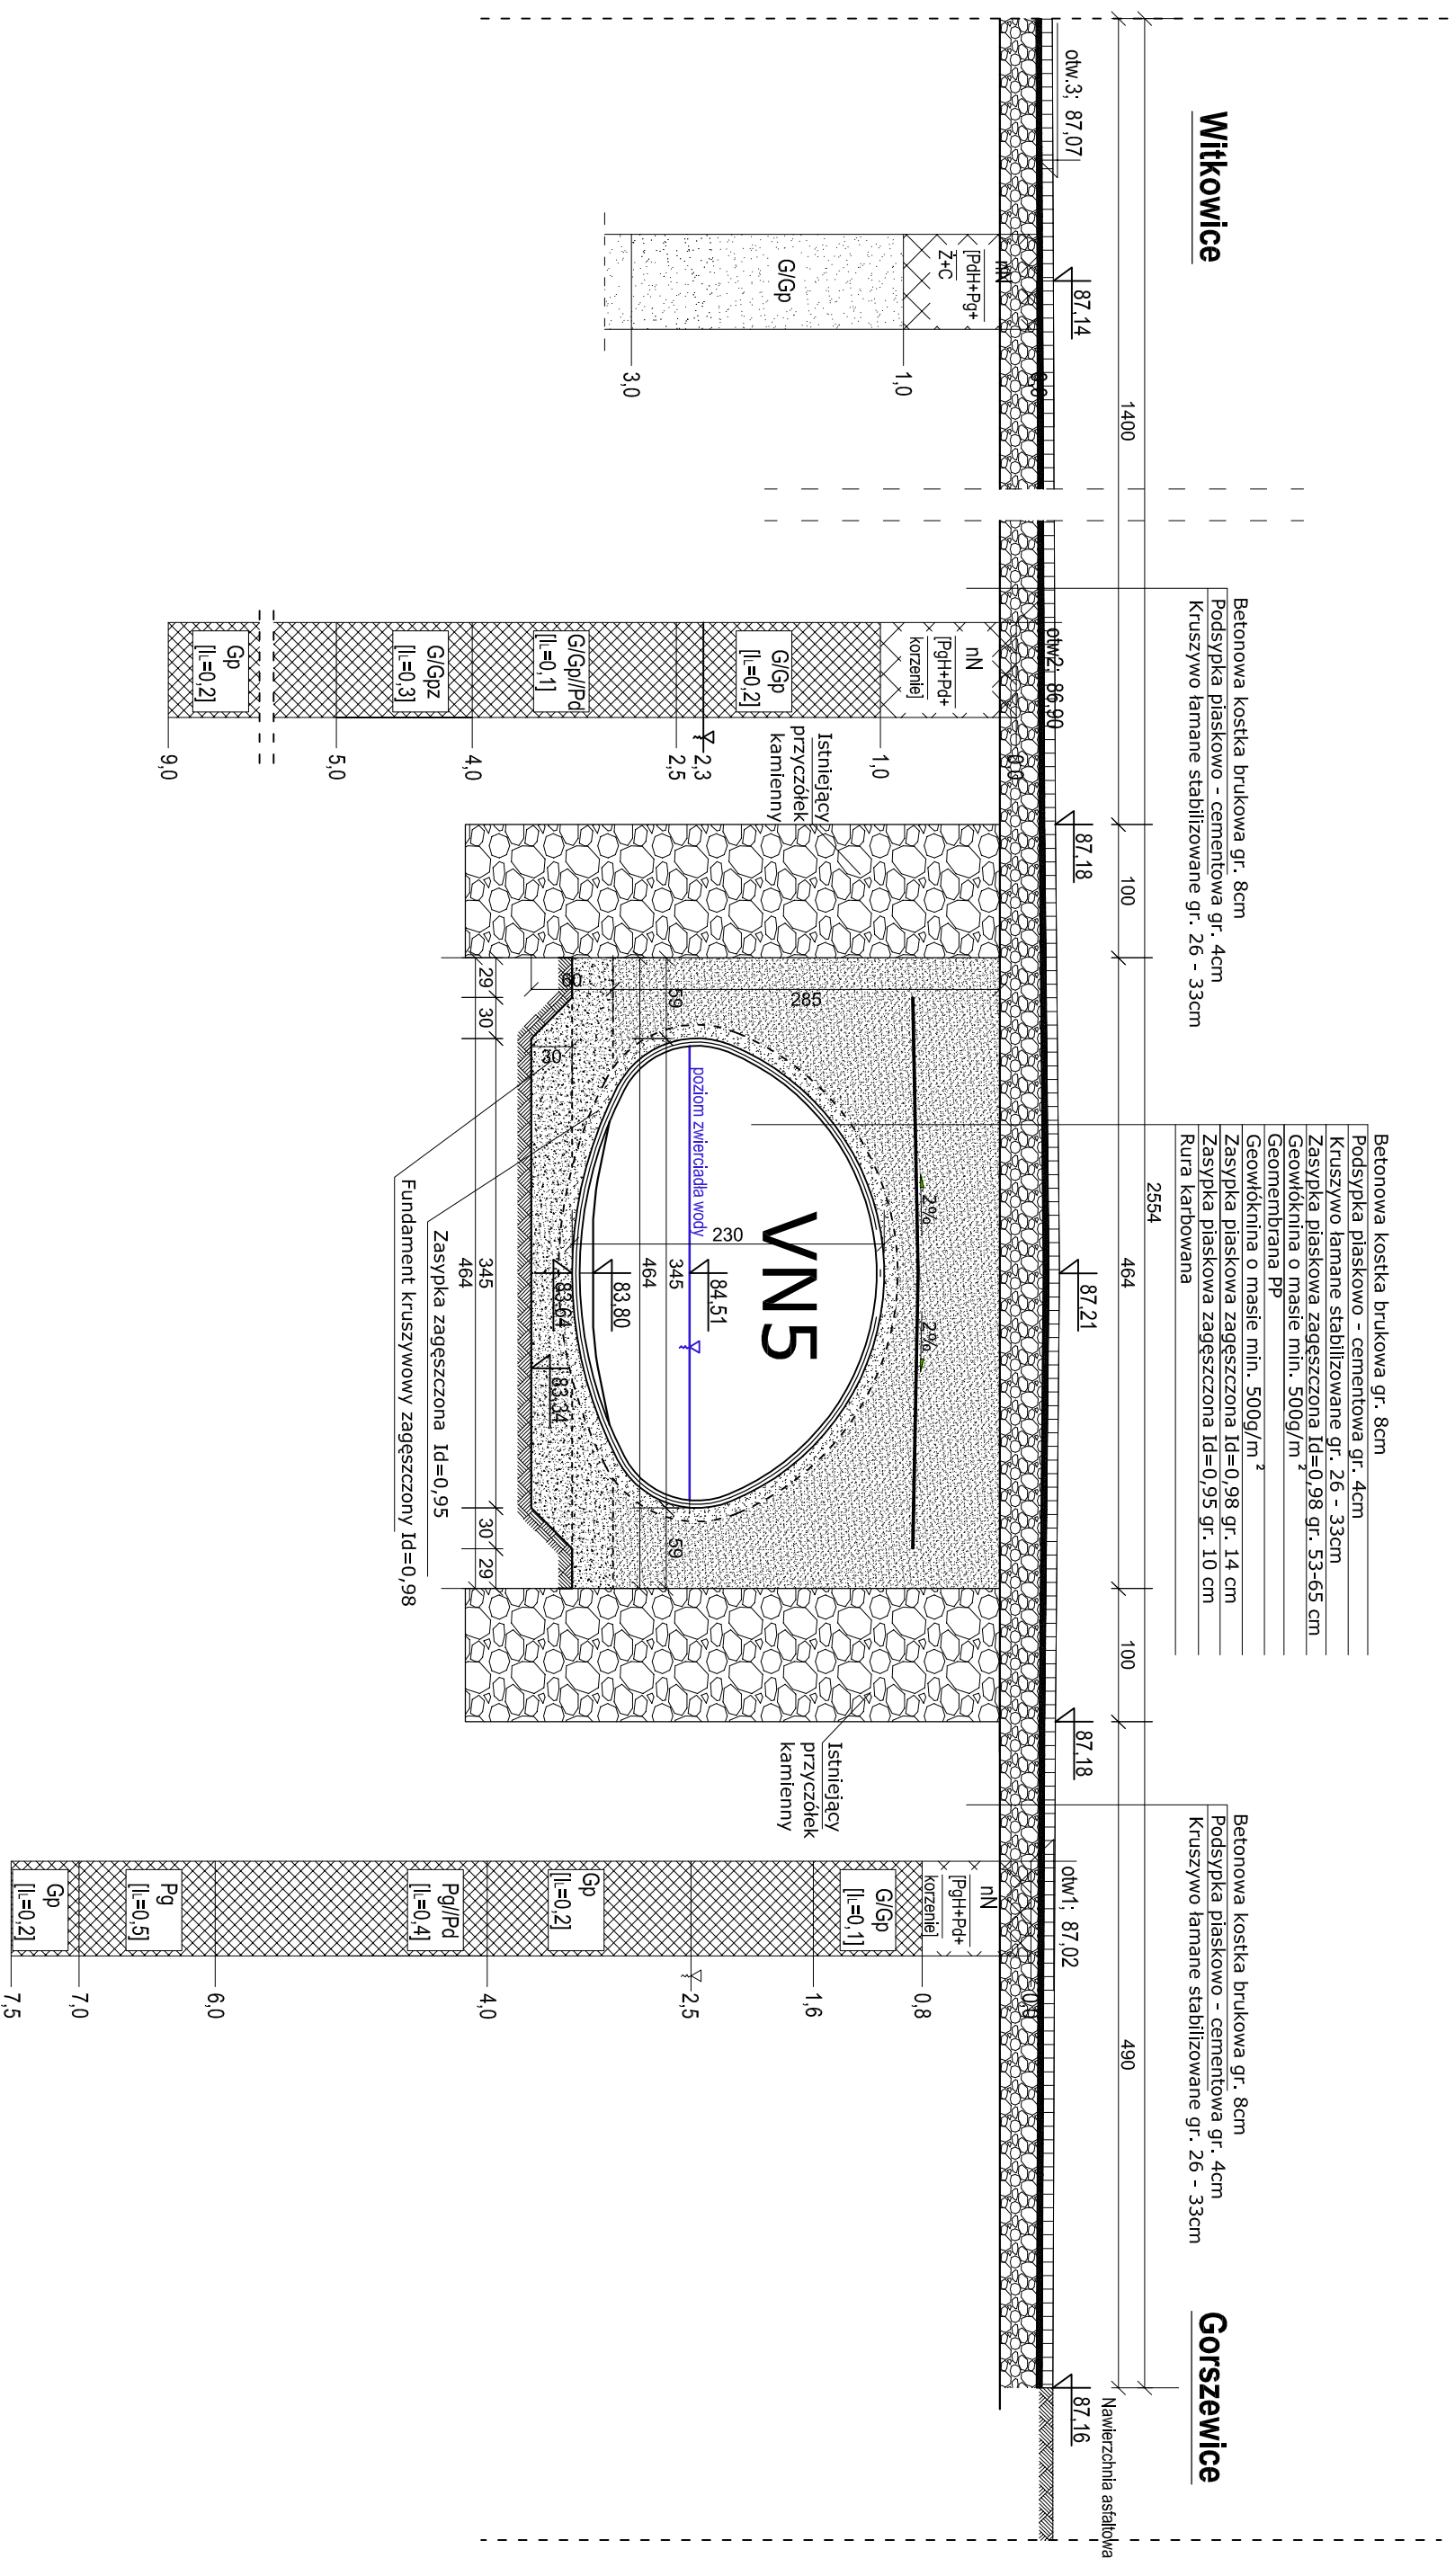 Witkowice
Gorszewice
Betonowa kostka brukowa gr. 8cm
Podsypka piaskowo - cementowa gr. 4cm
Kruszywo łamane stabilizowane gr. 26 - 33cm
Zasypka piaskowa zagęszczona Id=0,98 gr. 53-65 cm
Geowłóknina o masie min. 500g/m²
Geomembrana PP
Geowłóknina o masie min. 500g/m²
Zasypka piaskowa zagęszczona Id=0,98 gr. 14 cm
Zasypka piaskowa zagęszczona Id=0,95 gr. 10 cm
Rura karbowana
Betonowa kostka brukowa gr. 8cm
Podsypka piaskowo - cementowa gr. 4cm
Kruszywo łamane stabilizowane gr. 26 - 33cm
Betonowa kostka brukowa gr. 8cm
Podsypka piaskowo - cementowa gr. 4cm
Kruszywo łamane stabilizowane gr. 26 - 33cm
2554
1400
100
464
100
490
Nawierzchnia asfaltowa
87,14
87,18
87,21
87,18
87,16
otw.3; 87,07
0,0
nN
[PdH+Pg+
Ż+C
1,0
G/Gp
3,0
otw2; 86,90
0,0
nN
[PgH+Pd+
korzenie]
1,0
G/Gp
[IL=0,2]
2,3
2,5
G/Gp//Pd
[IL=0,1]
4,0
G/Gpz
[IL=0,3]
5,0
Gp
[IL=0,2]
9,0
Istniejący
przyczółek
kamienny
285
2%
2%
VN5
230
59
59
poziom zwierciadła wody
84,51
345
464
83,80
83,64
83,34
60
30
29
30
345
30
29
464
Zasypka zagęszczona Id=0,95
Fundament kruszywowy zagęszczony Id=0,98
Istniejący
przyczółek
kamienny
otw1; 87,02
0,0
nN
[PgH+Pd+
korzenie]
0,8
G/Gp
[IL=0,1]
1,6
2,5
Gp
[IL=0,2]
4,0
Pg//Pd
[IL=0,4]
6,0
Pg
[IL=0,5]
7,0
Gp
[IL=0,2]
7,5